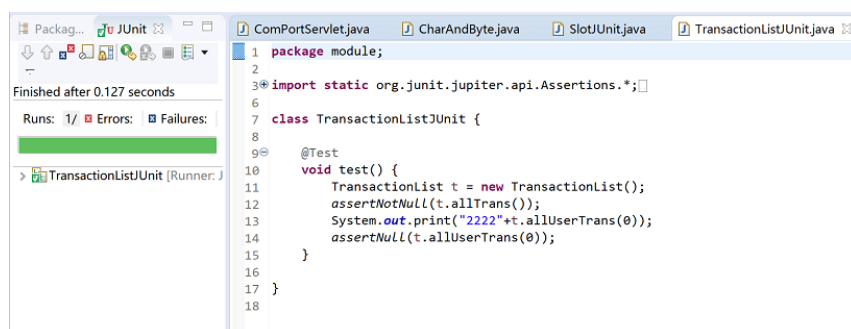 Packag... JUnit
Finished after 0.127 seconds
Runs: 1/ Errors: Failures:
TransactionListJUnit [Runner: J
ComPortServlet.java CharAndByte.java SlotJUnit.java TransactionListJUnit.java
1 package module;
2
3 import static org.junit.jupiter.api.Assertions.*;
6
7 class TransactionListJUnit {
8
9 @Test
10 void test() {
11 TransactionList t = new TransactionList();
12 assertNotNull(t.allTrans());
13 System.out.print("2222"+t.allUserTrans(0));
14 assertNull(t.allUserTrans(0));
15 }
16
17 }
18